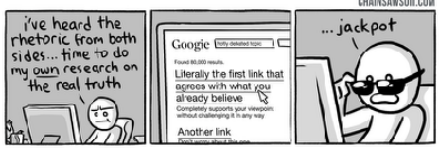 CHAINSAWSUIT.COM
i've heard the
rhetoric from both
sides... time to do
my own research on
the real truth
Google
hotly debated topic
Found 80,000 results.
Literally the first link that
agrees with what you
already believe
Completely supports your viewpoint
without challenging it in any way
Another link
Don't worry about this one
... jackpot